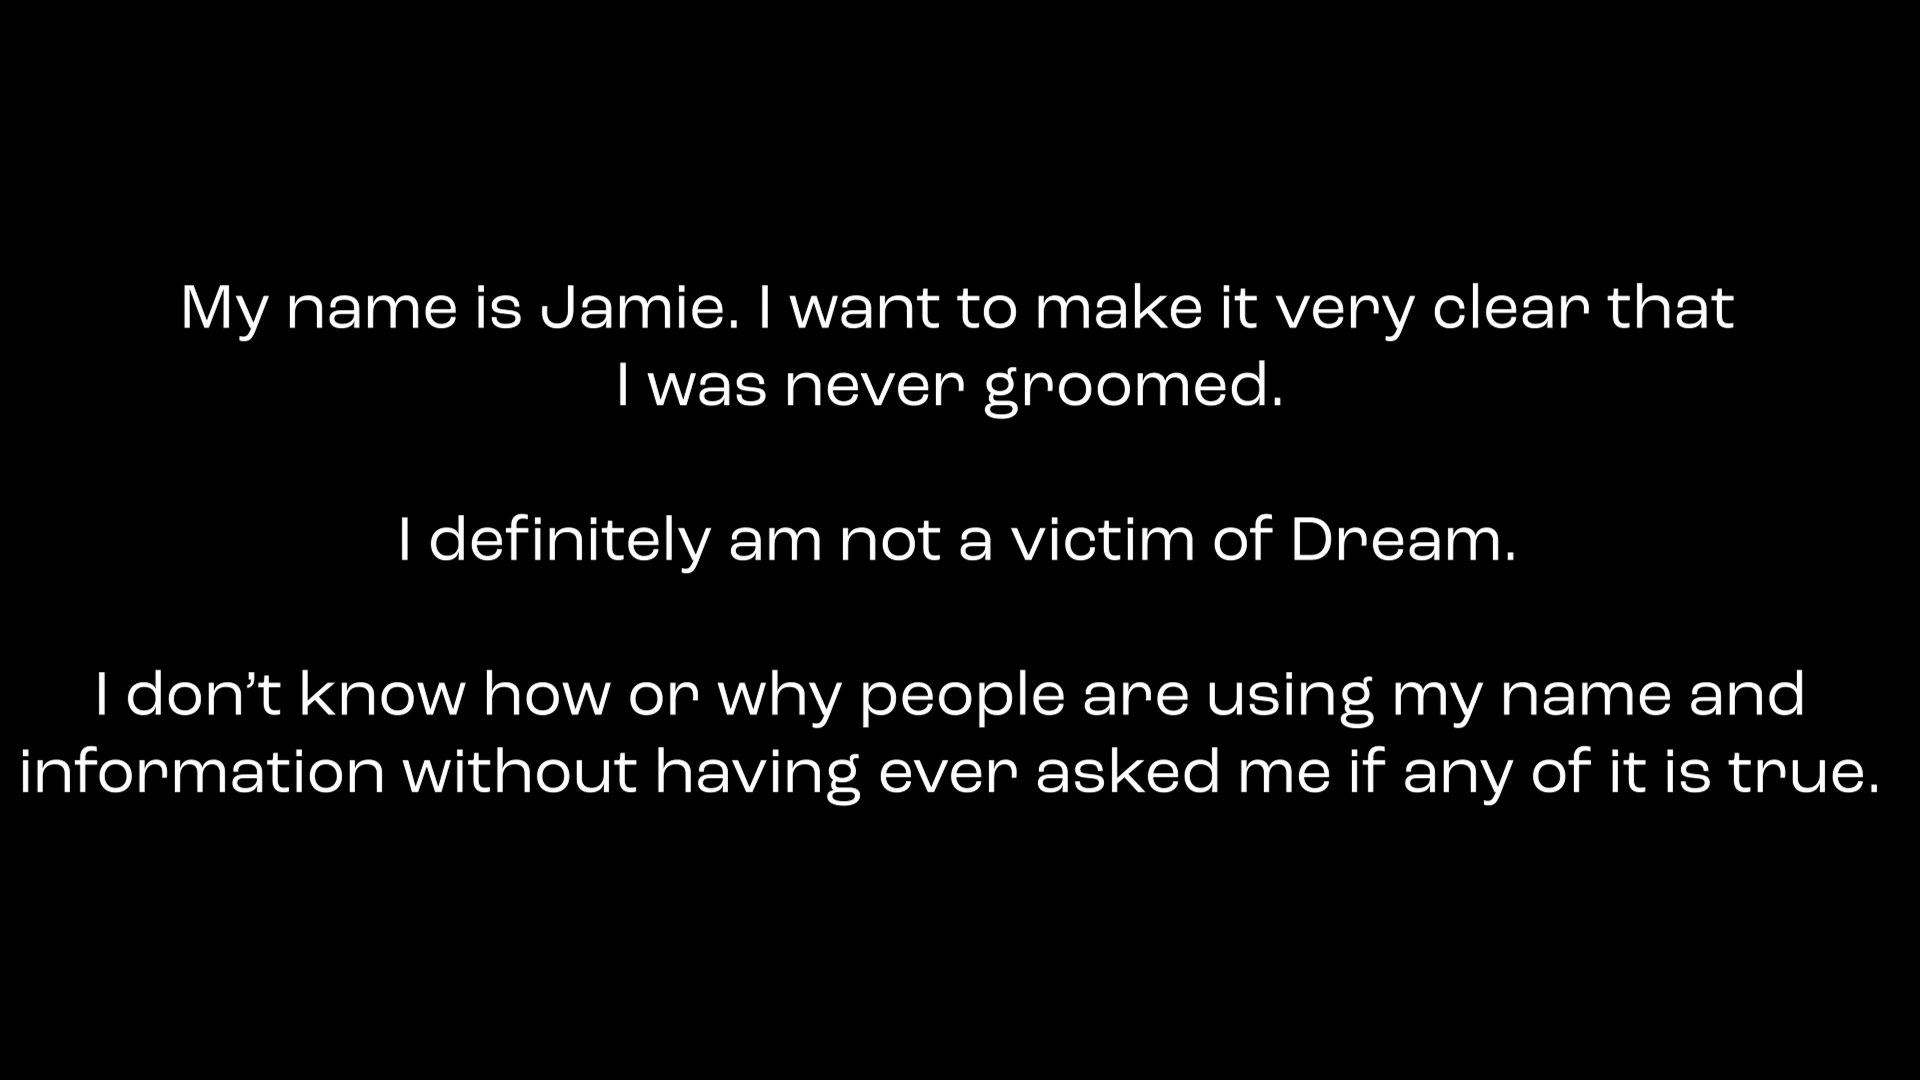 My name is Jamie. I want to make it very clear that
I was never groomed.
I definitely am not a victim of Dream.
I don’t know how or why people are using my name and
information without having ever asked me if any of it is true.